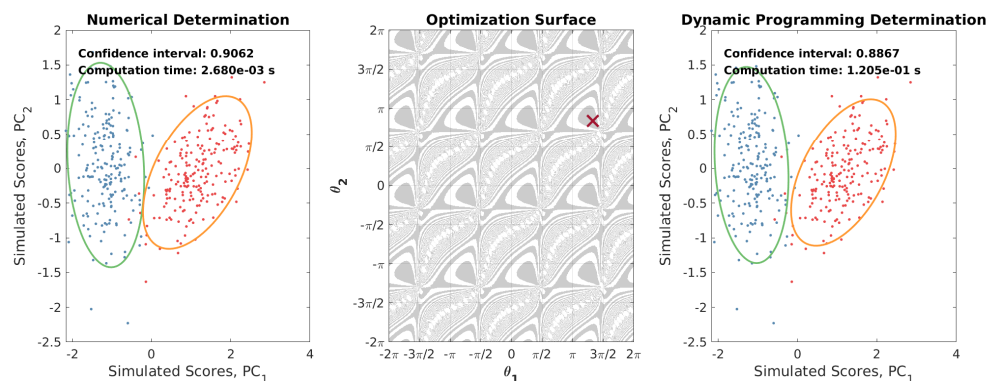 Numerical Determination
Confidence interval: 0.9062
Computation time: 2.680e-03 s
Simulated Scores, PC2
2
1.5
1
0.5
0
-0.5
-1
-1.5
-2
-2.5
-2 0 2 4
Simulated Scores, PC1
Optimization Surface
θ2
2π
3π/2
π
π/2
0
-π/2
-π
-3π/2
-2π
-2π -3π/2 -π -π/2 0 π/2 π 3π/2 2π
θ1
Dynamic Programming Determination
Confidence interval: 0.8867
Computation time: 1.205e-01 s
Simulated Scores, PC2
2
1.5
1
0.5
0
-0.5
-1
-1.5
-2
-2.5
-2 0 2 4
Simulated Scores, PC1